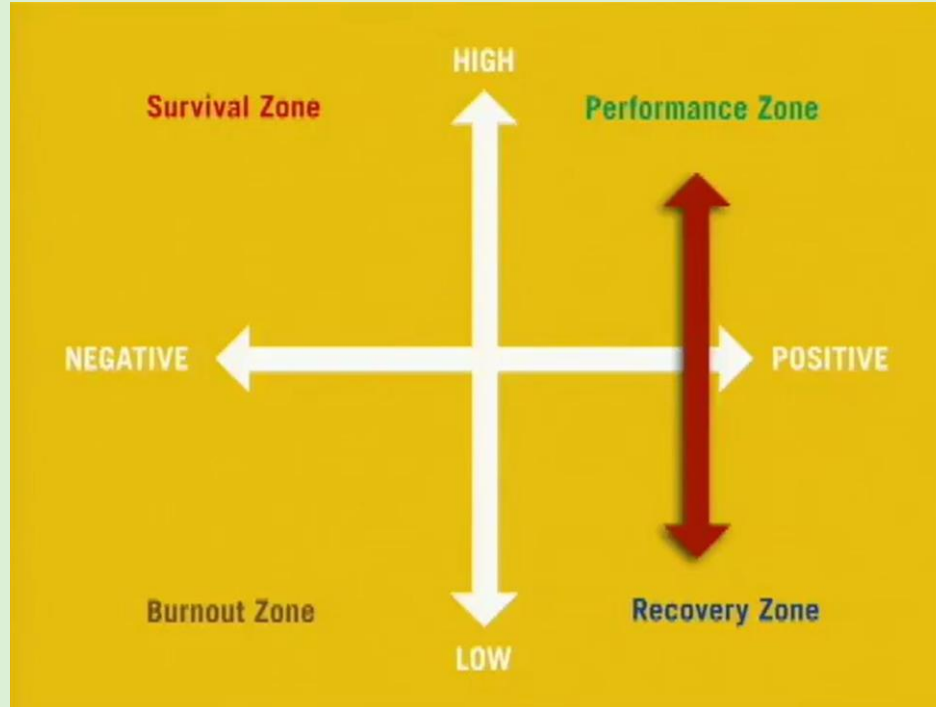 HIGH
Survival Zone
Performance Zone
NEGATIVE
POSITIVE
Burnout Zone
Recovery Zone
LOW